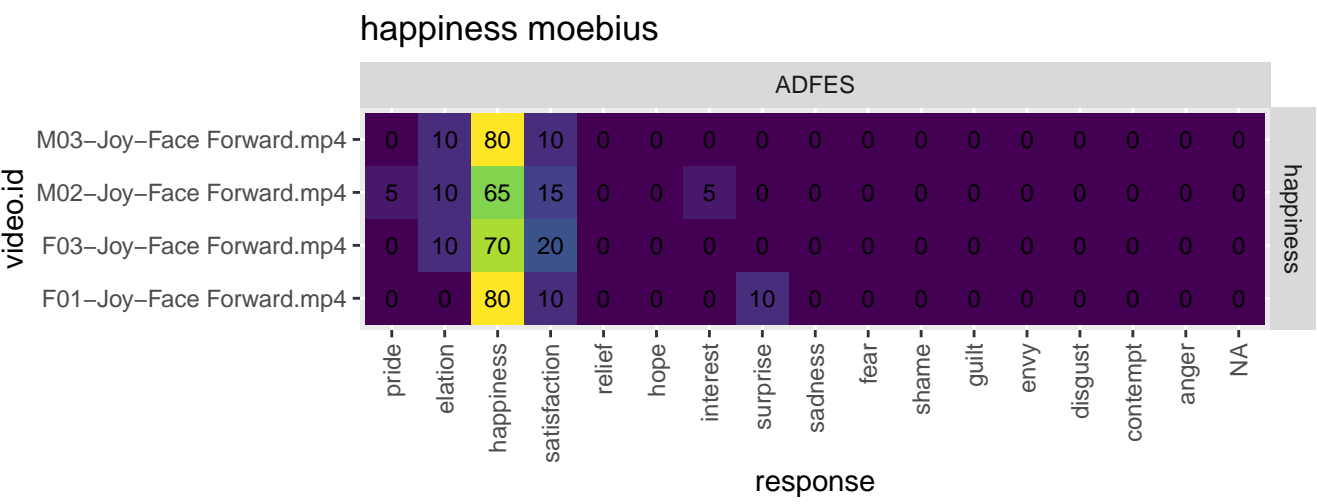 happiness moebius
ADFES
M03−Joy−Face Forward.mp4 0 10 80 10 0 0 0 0 0 0 0 0 0 0 0 0 0
M02−Joy−Face Forward.mp4 5 10 65 15 0 0 5 0 0 0 0 0 0 0 0 0 0
F03−Joy−Face Forward.mp4 0 10 70 20 0 0 0 0 0 0 0 0 0 0 0 0 0
F01−Joy−Face Forward.mp4 0 0 80 10 0 0 0 10 0 0 0 0 0 0 0 0 0
video.id
happiness
pride elation happiness satisfaction relief hope interest surprise sadness fear shame guilt envy disgust contempt anger NA
response